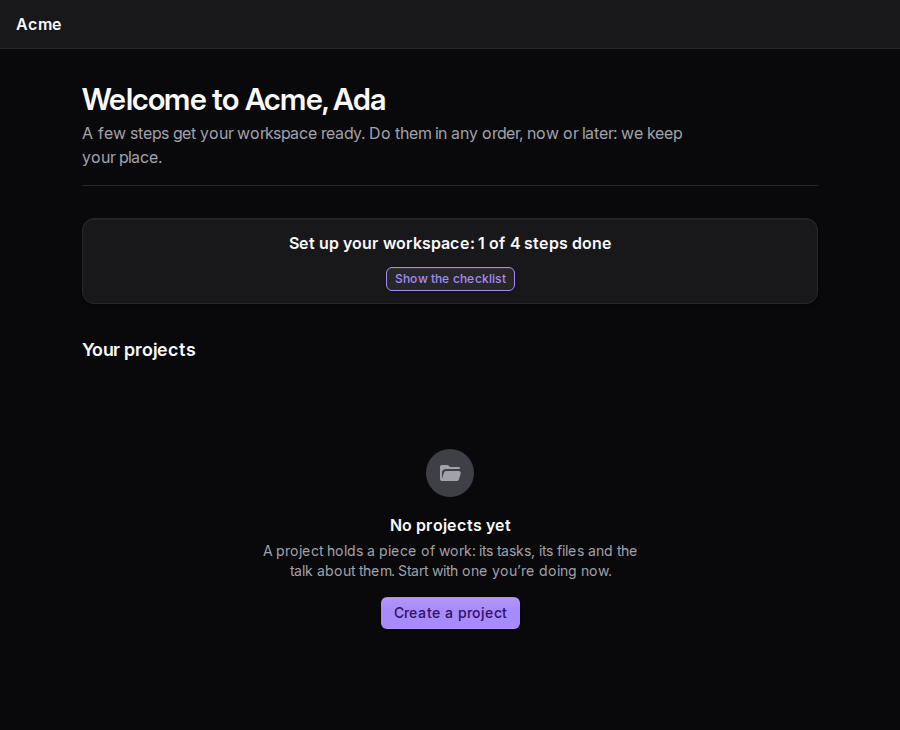 Acme
Welcome to Acme, Ada
A few steps get your workspace ready. Do them in any order, now or later: we keep
your place.
Set up your workspace: 1 of 4 steps done
Show the checklist
Your projects
No projects yet
A project holds a piece of work: its tasks, its files and the
talk about them. Start with one you’re doing now.
Create a project